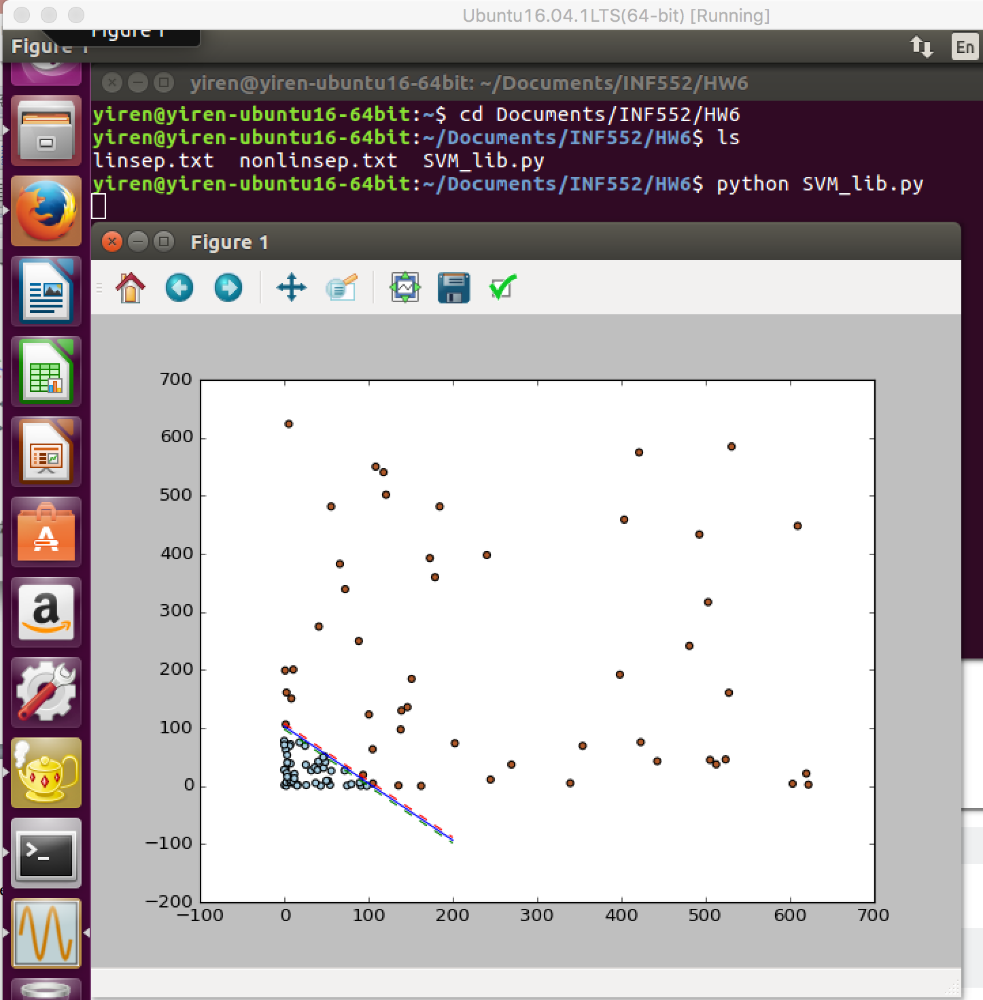 Ubuntu16.04.1LTS(64-bit) [Running]
Figure 1
Figure 1
En
yiren@yiren-ubuntu16-64bit: ~/Documents/INF552/HW6
yiren@yiren-ubuntu16-64bit:~$ cd Documents/INF552/HW6
yiren@yiren-ubuntu16-64bit:~/Documents/INF552/HW6$ ls
linsep.txt  nonlinsep.txt  SVM_lib.py
yiren@yiren-ubuntu16-64bit:~/Documents/INF552/HW6$ python SVM_lib.py
Figure 1
700
600
500
400
300
200
100
0
−100
−200
−100 0 100 200 300 400 500 600 700